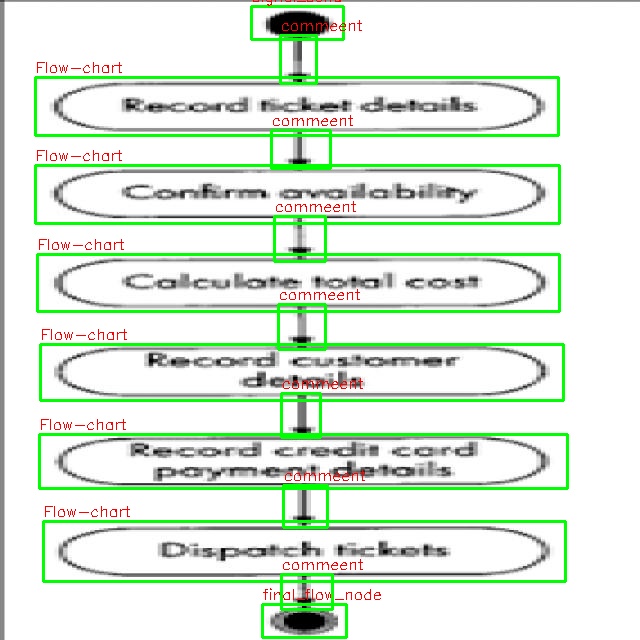 signal_send
commeent
Flow-chart
Record ticket details
commeent
Flow-chart
Confirm availability
commeent
Flow-chart
Calculate total cost
commeent
Flow-chart
Record customer
details
commeent
Flow-chart
Record credit card
payment details
commeent
Flow-chart
Dispatch tickets
commeent
final_flow_node